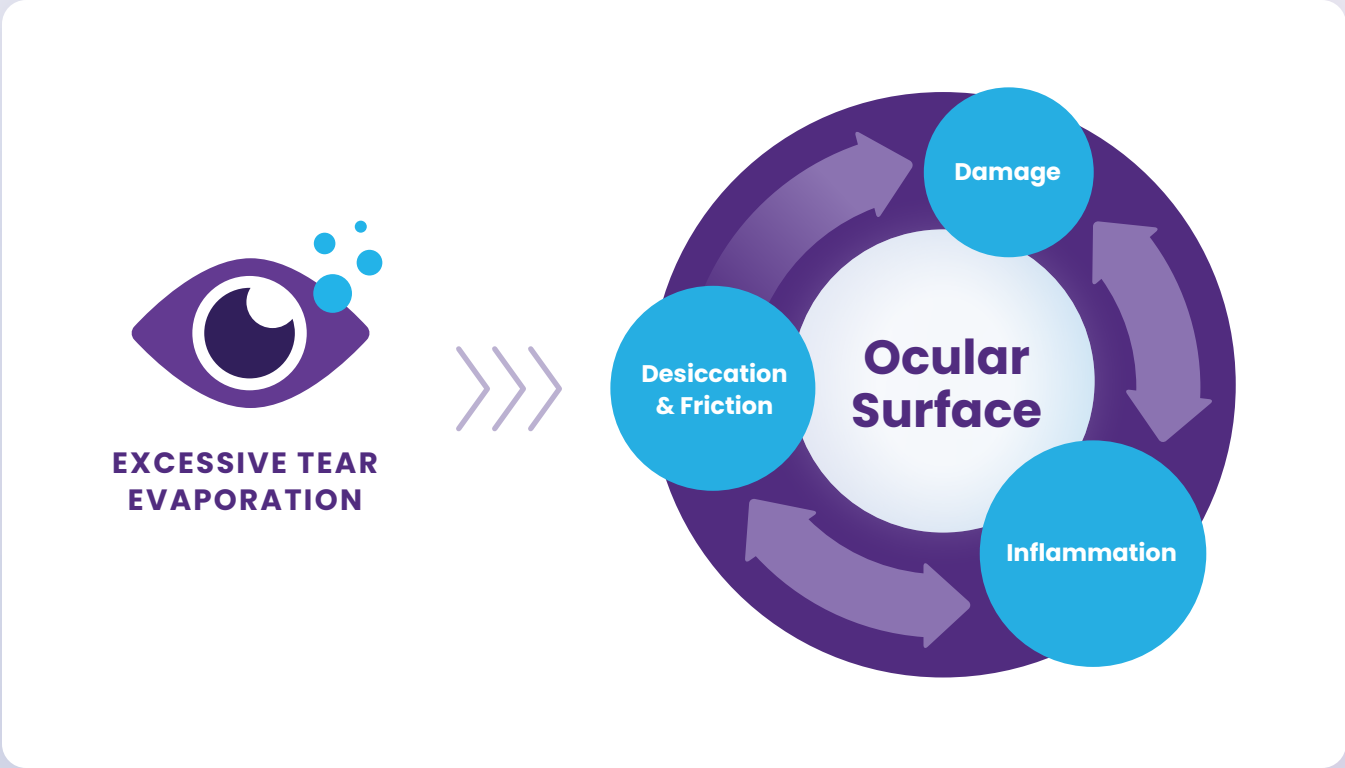 EXCESSIVE TEAR
EVAPORATION
Desiccation
& Friction
Damage
Ocular
Surface
Inflammation